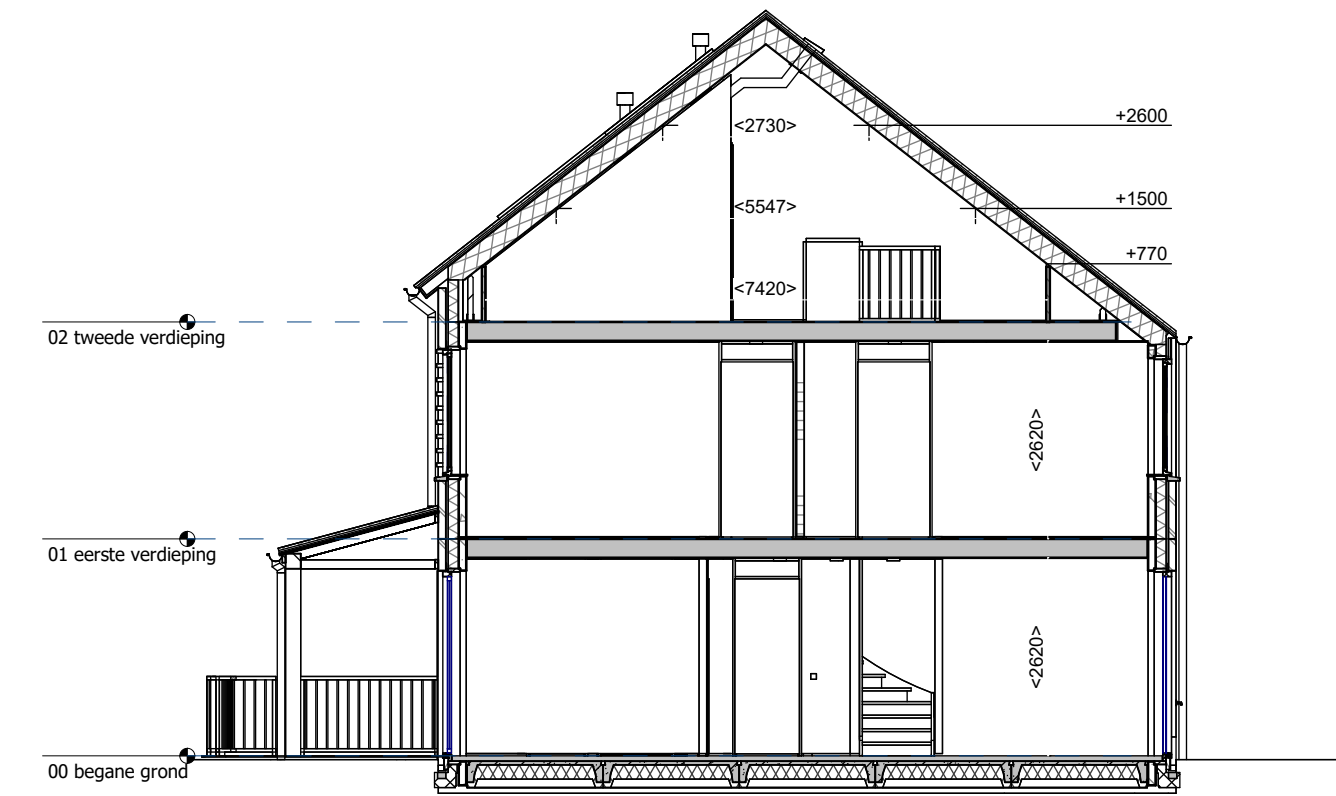 +2600
<2730>
+1500
<5547>
+770
<7420>
02 tweede verdieping
<2620>
01 eerste verdieping
<2620>
00 begane grond